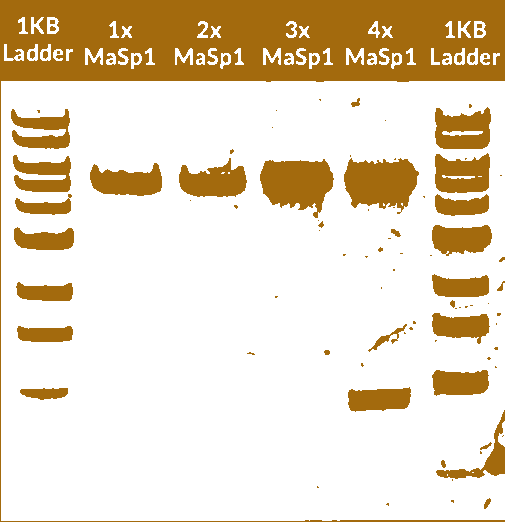 1KB
Ladder
1x
MaSp1
2x
MaSp1
3x
MaSp1
4x
MaSp1
1KB
Ladder